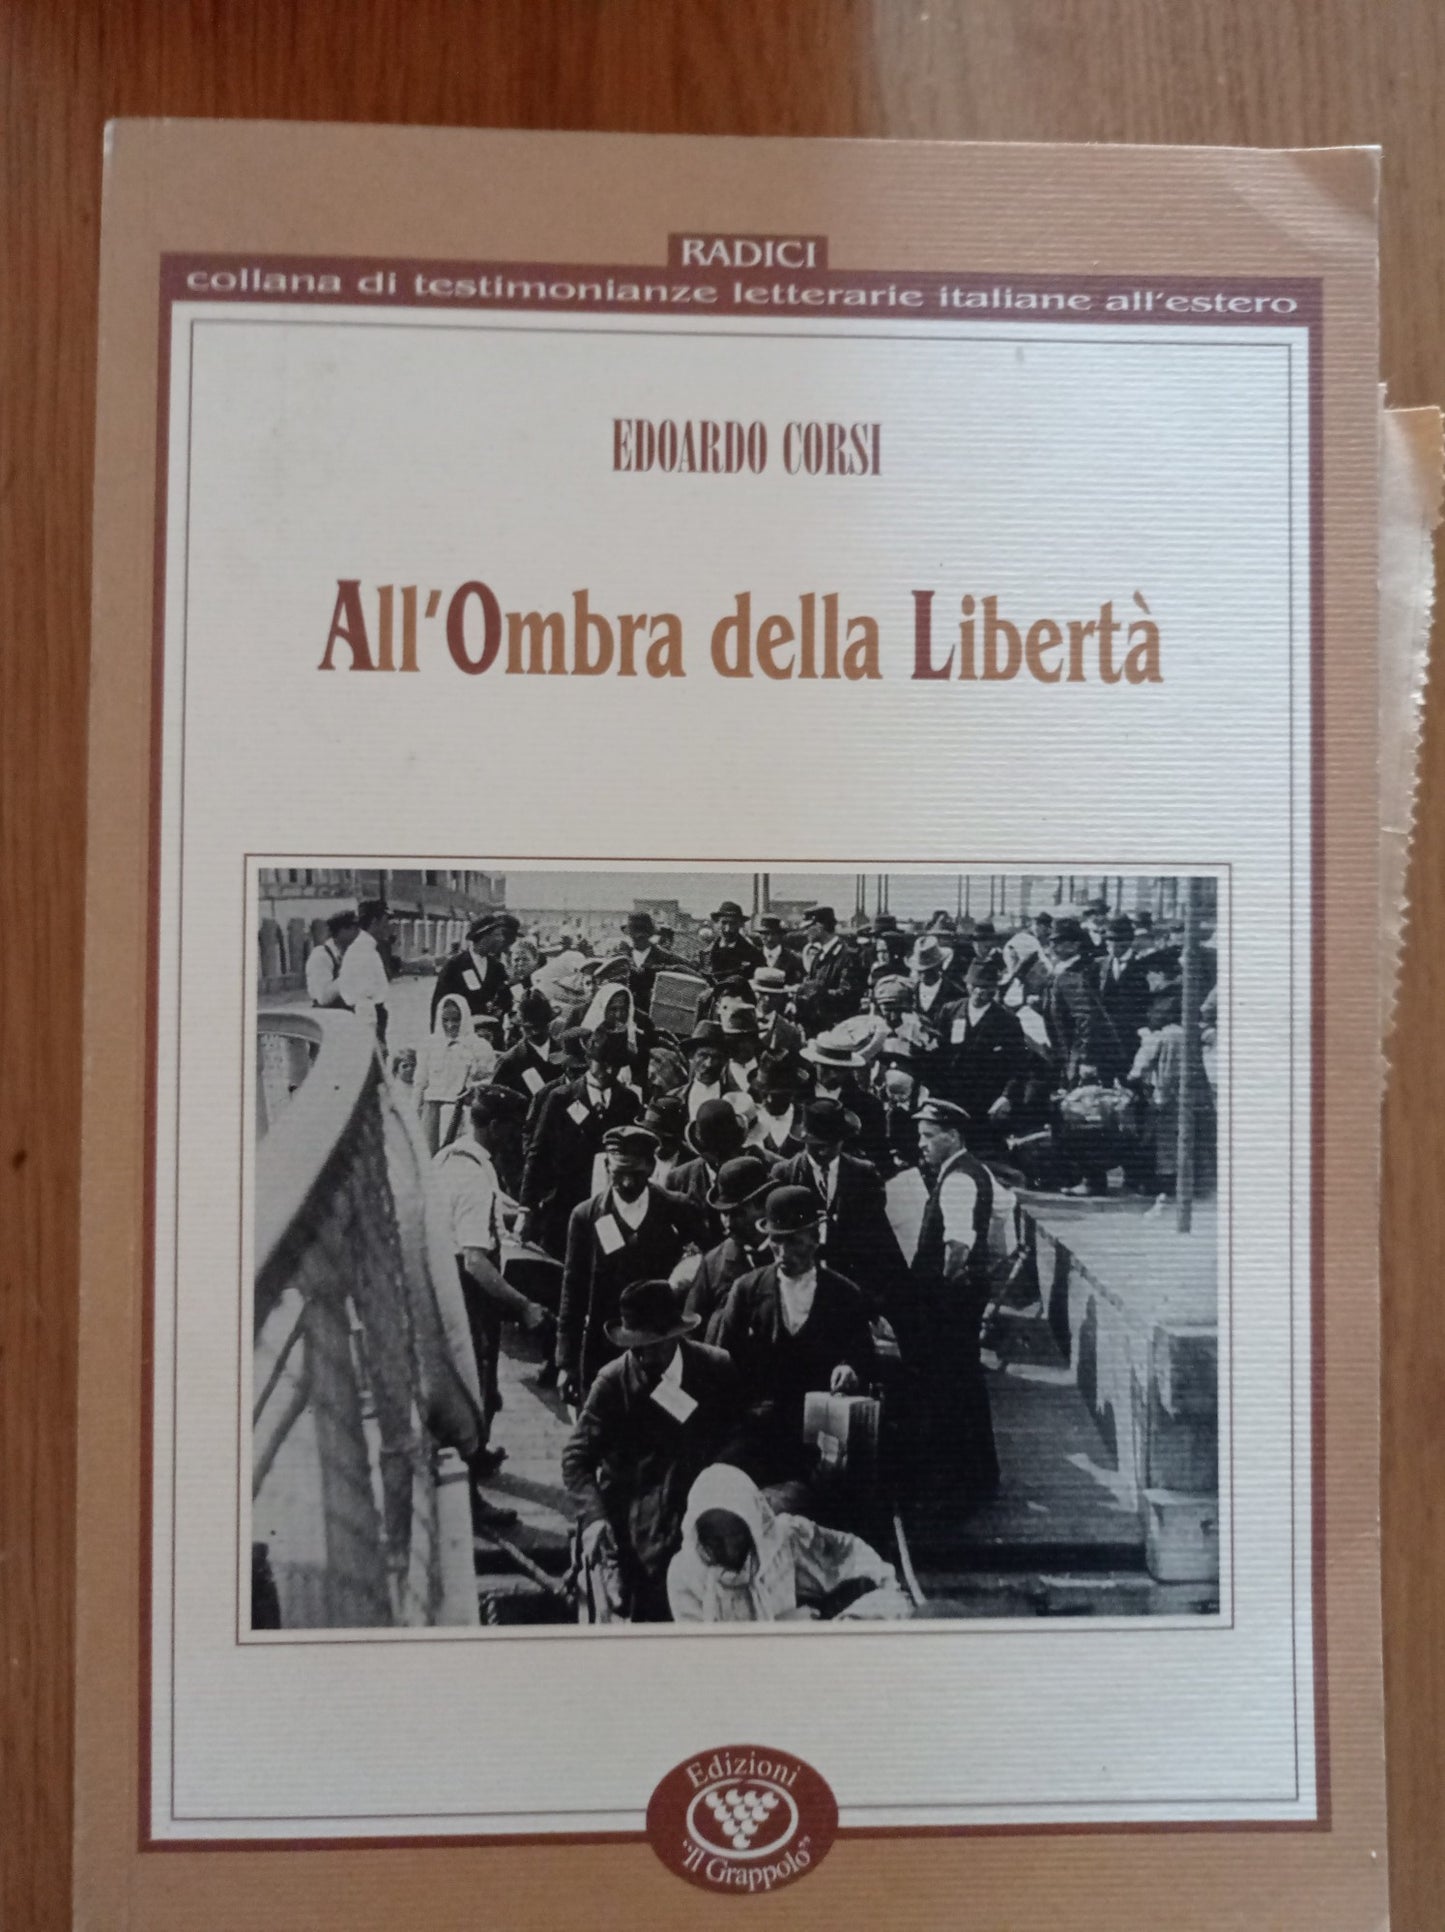 RADICI
collana di testimonianze letterarie italiane all'estero
EDOARDO CORSI
All'Ombra della Libertà
Edizioni
"Il Grappolo"